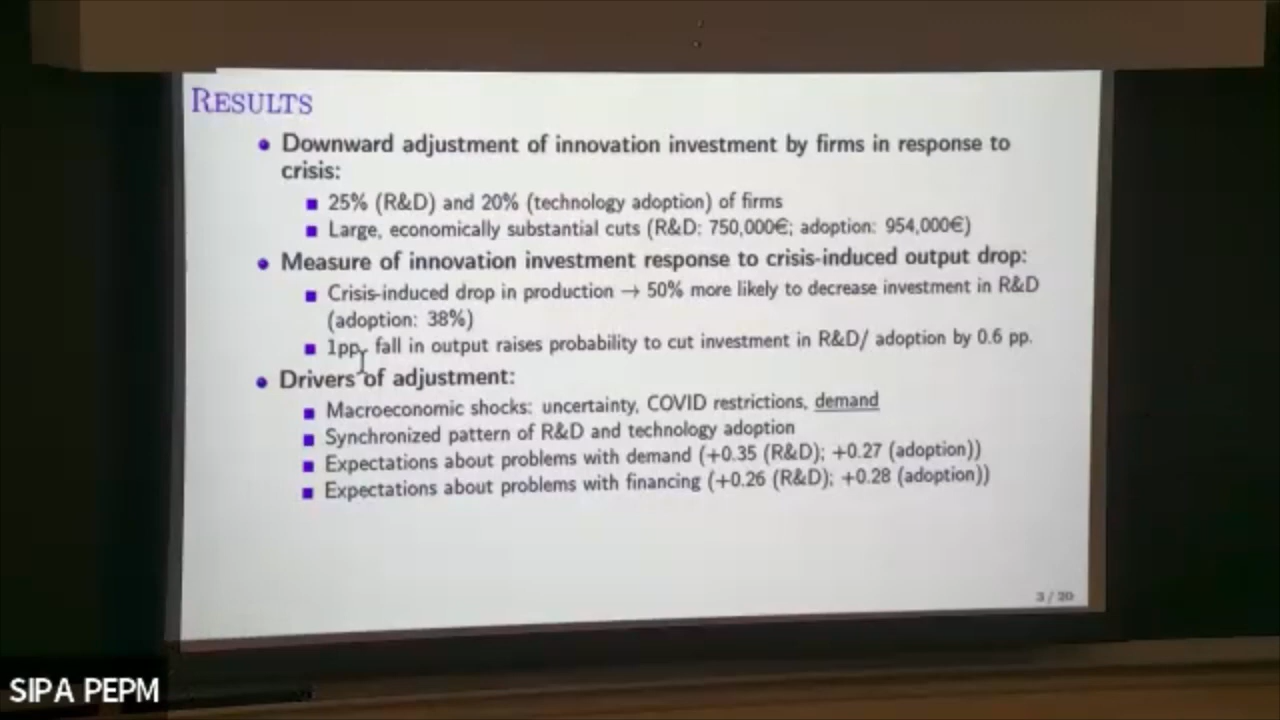 RESULTS
Downward adjustment of innovation investment by firms in response to
crisis:
25% (R&D) and 20% (technology adoption) of firms
Large, economically substantial cuts (R&D: 750,000€; adoption: 954,000€)
Measure of innovation investment response to crisis-induced output drop:
Crisis-induced drop in production → 50% more likely to decrease investment in R&D
(adoption: 38%)
1pp. fall in output raises probability to cut investment in R&D/ adoption by 0.6 pp.
Drivers of adjustment:
Macroeconomic shocks: uncertainty, COVID restrictions, demand
Synchronized pattern of R&D and technology adoption
Expectations about problems with demand (+0.35 (R&D); +0.27 (adoption))
Expectations about problems with financing (+0.26 (R&D); +0.28 (adoption))
3 / 20
SIPA PEPM